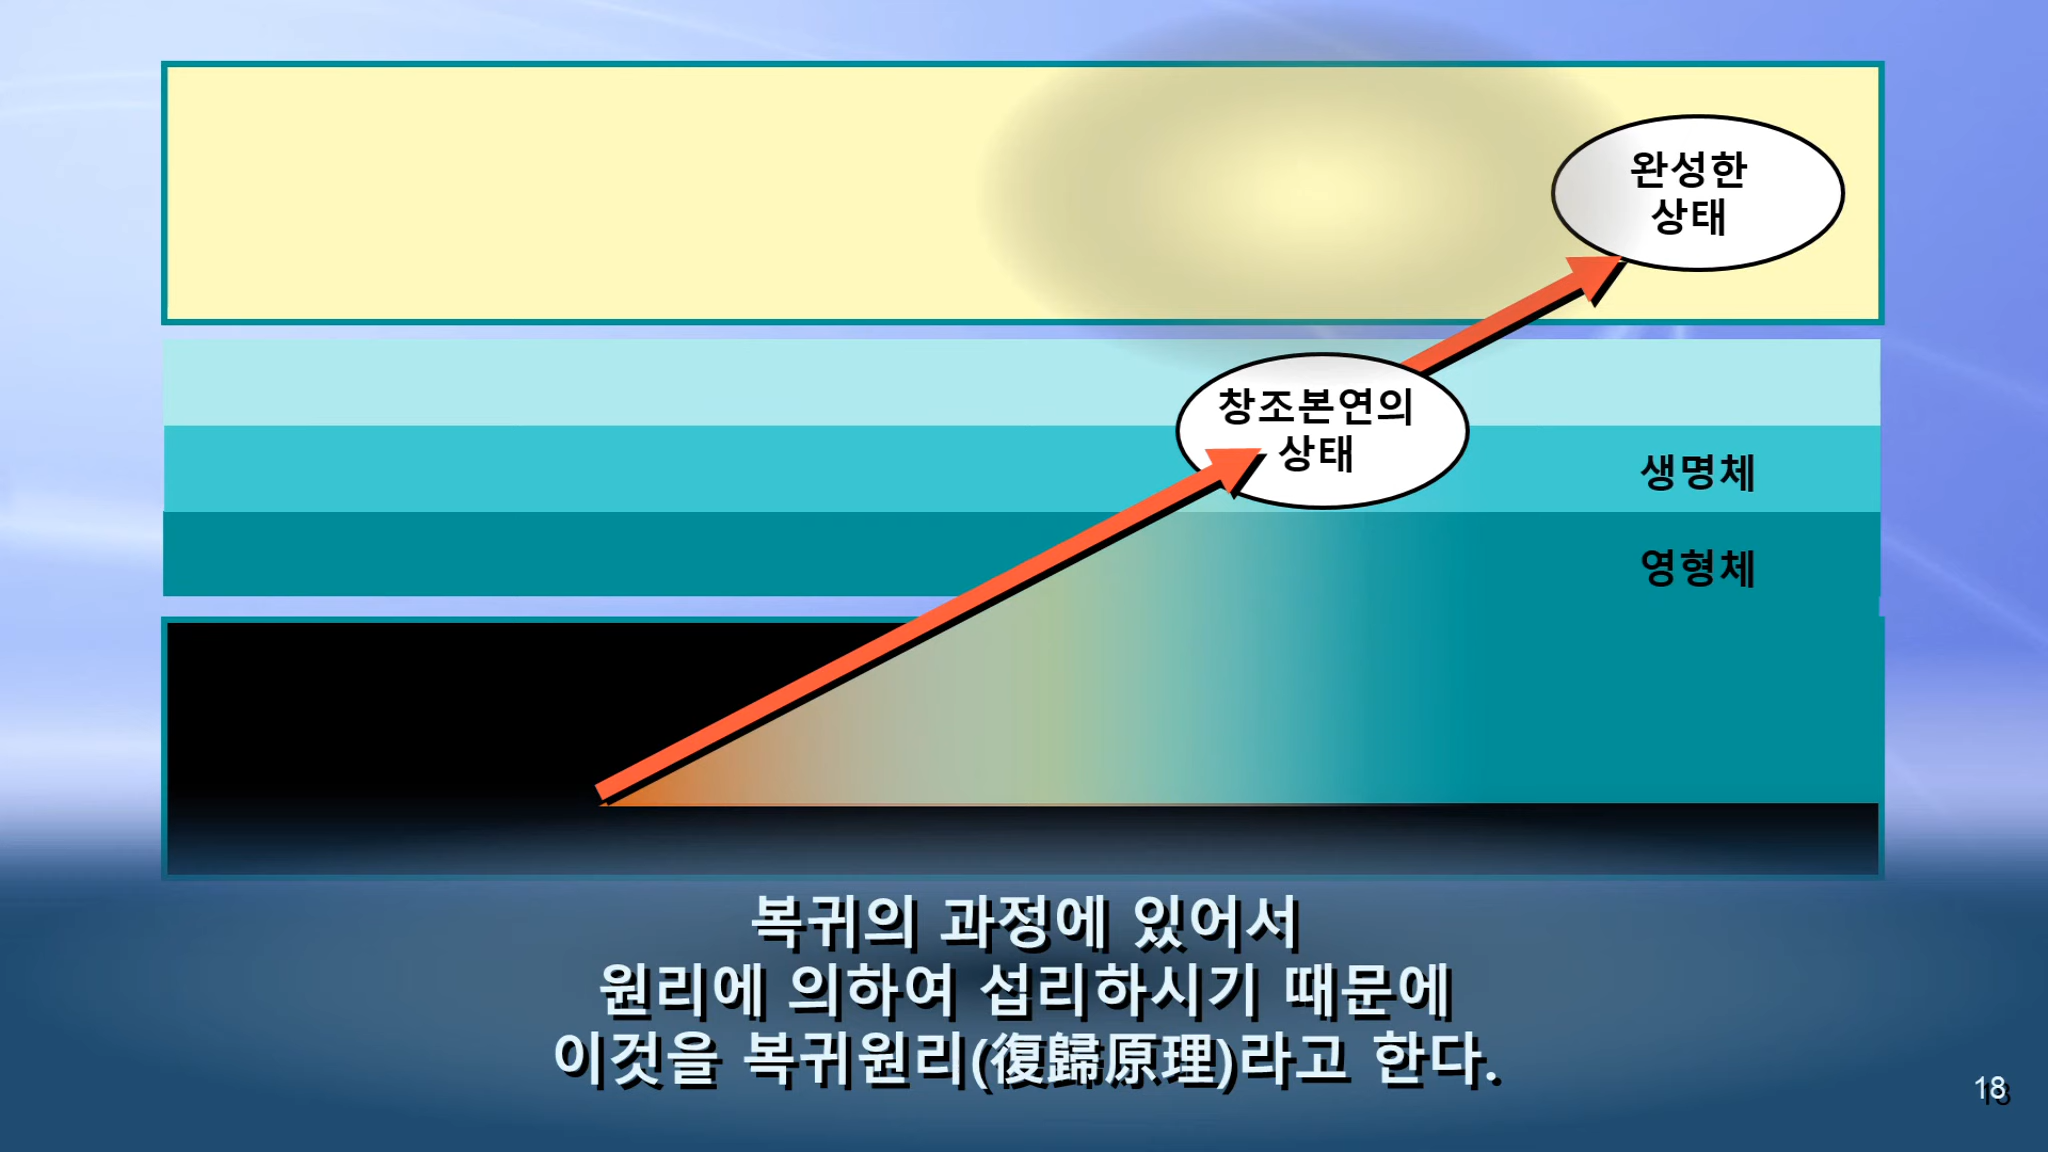 완성한
상태
창조본연의
상태
생명체
영형체
복귀의 과정에 있어서
원리에 의하여 섭리하시기 때문에
이것을 복귀원리(復歸原理)라고 한다.
18